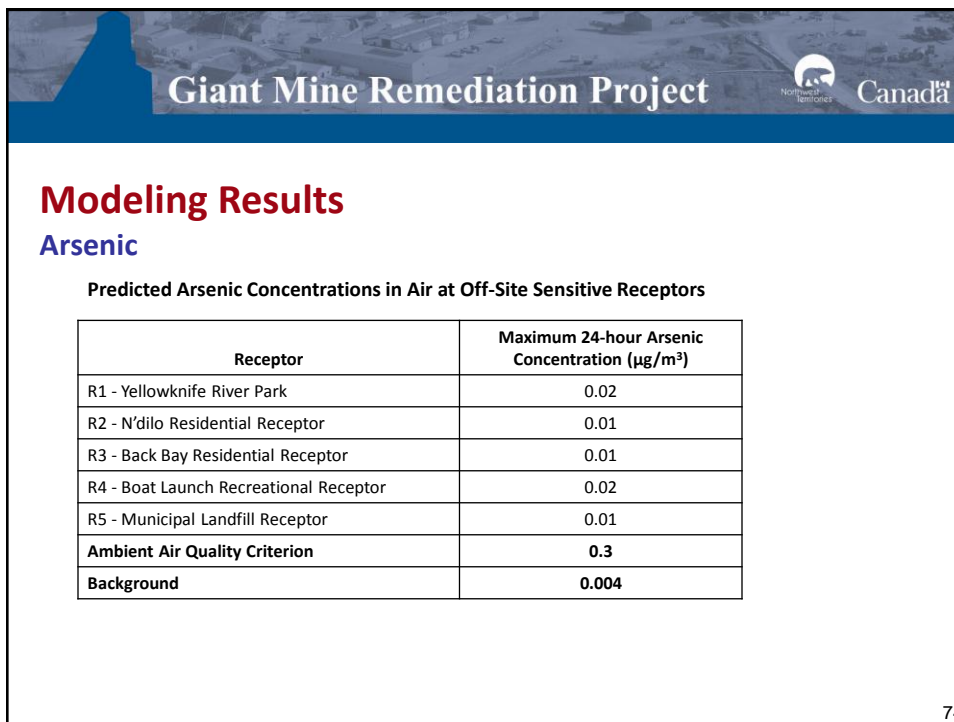 Giant Mine Remediation Project
Northwest
Territories
Canada
Modeling Results
Arsenic
Predicted Arsenic Concentrations in Air at Off-Site Sensitive Receptors
Receptor
Maximum 24-hour Arsenic
Concentration (µg/m³)
R1 - Yellowknife River Park 0.02
R2 - N’dilo Residential Receptor 0.01
R3 - Back Bay Residential Receptor 0.01
R4 - Boat Launch Recreational Receptor 0.02
R5 - Municipal Landfill Receptor 0.01
Ambient Air Quality Criterion 0.3
Background 0.004